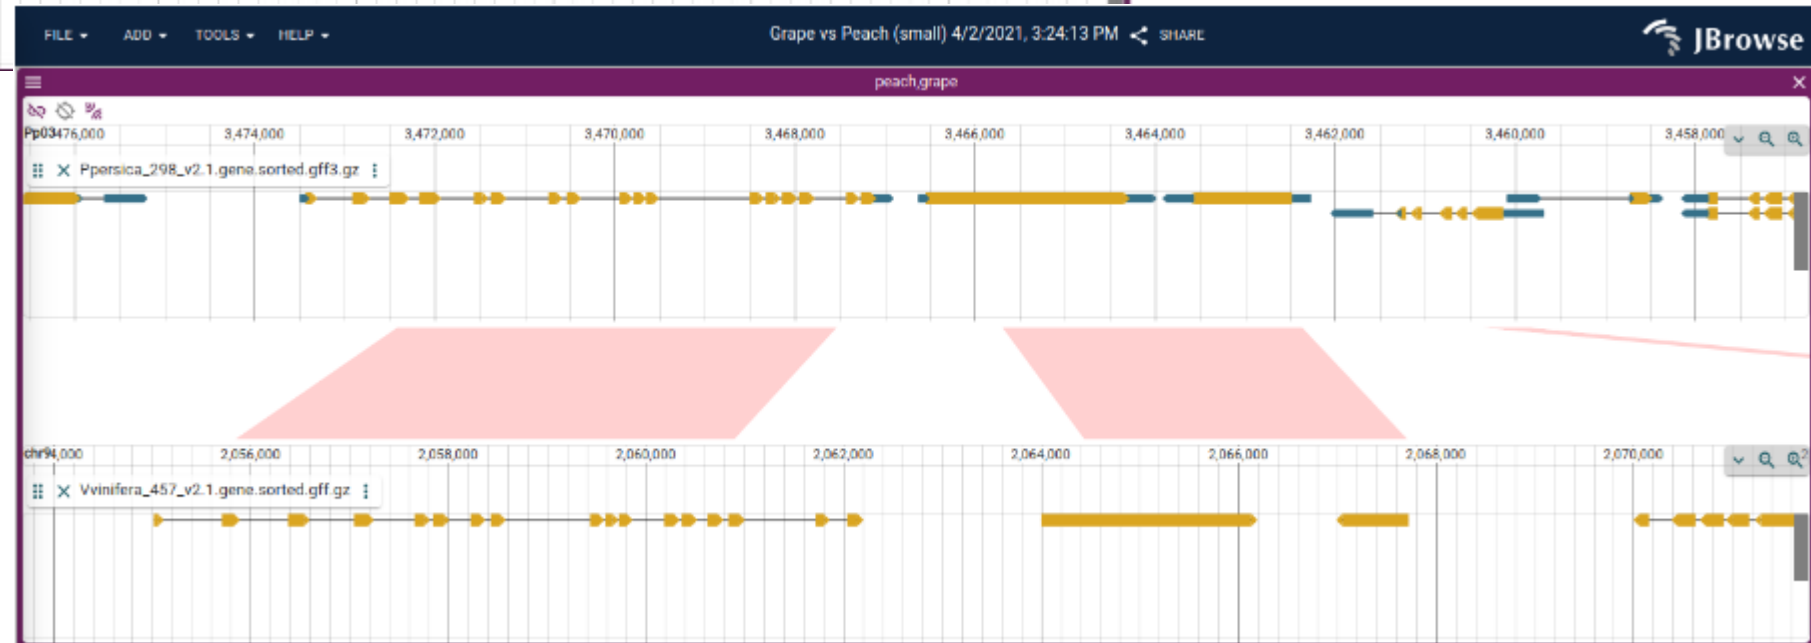 FILE ADD TOOLS HELP Grape vs Peach (small) 4/2/2021, 3:24:13 PM SHARE JBrowse
peach,grape
Pp03476,000 3,474,000 3,472,000 3,470,000 3,468,000 3,466,000 3,464,000 3,462,000 3,460,000 3,458,000
Ppersica_298_v2.1.gene.sorted.gff3.gz
chr94,000 2,056,000 2,058,000 2,060,000 2,062,000 2,064,000 2,066,000 2,068,000 2,070,000 2
Vvinifera_457_v2.1.gene.sorted.gff.gz